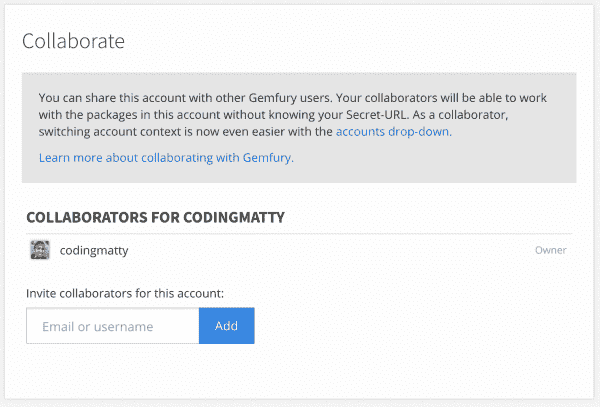 Collaborate
You can share this account with other Gemfury users. Your collaborators will be able to work
with the packages in this account without knowing your Secret-URL. As a collaborator,
switching account context is now even easier with the accounts drop-down.
Learn more about collaborating with Gemfury.
COLLABORATORS FOR CODINGMATTY
codingmatty Owner
Invite collaborators for this account:
Email or username Add